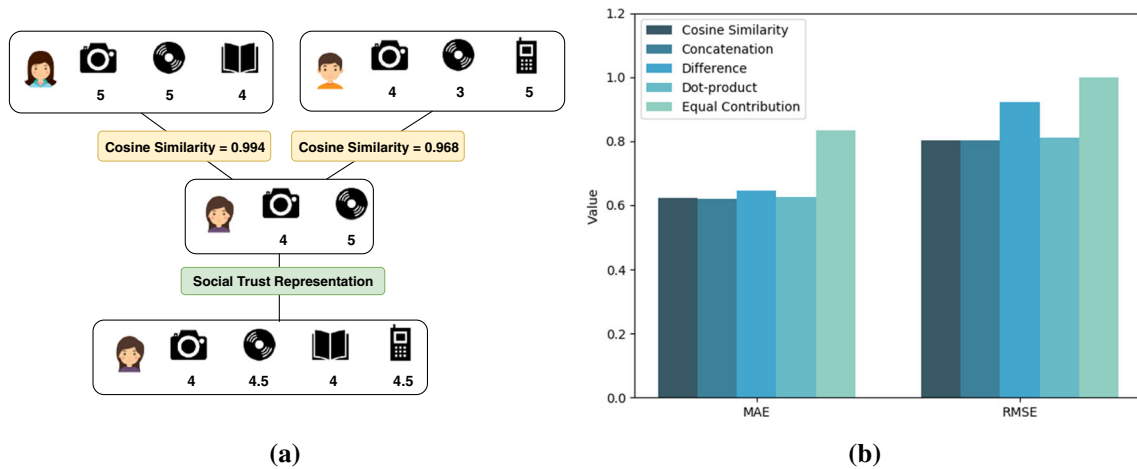 5 5 4
4 3 5
Cosine Similarity = 0.994
Cosine Similarity = 0.968
4 5
Social Trust Representation
4 4.5 4 4.5
(a)
1.2
1.0
0.8
0.6
0.4
0.2
0.0
Value
Cosine Similarity
Concatenation
Difference
Dot-product
Equal Contribution
MAE RMSE
(b)